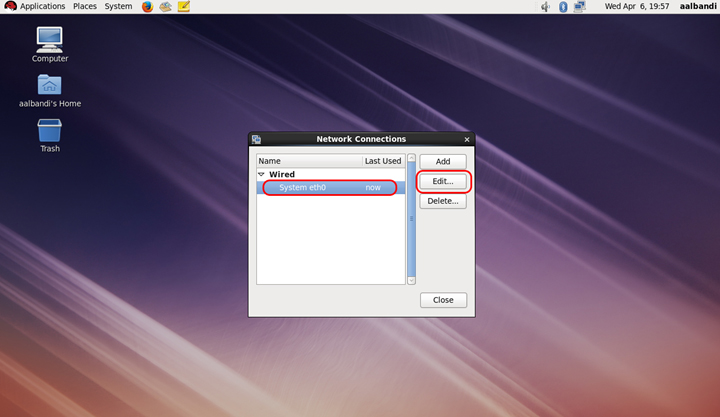 Applications Places System Wed Apr 6, 19:57 aalbandi
Computer
aalbandi's Home
Trash
Network Connections
Name Last Used Add
Wired
System eth0 now Edit...
Delete...
Close